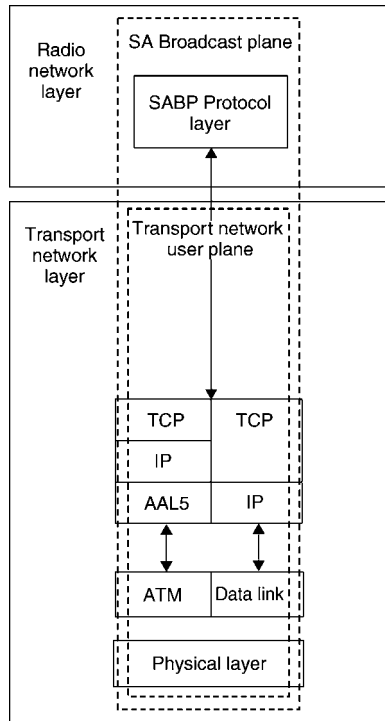 Radio
network
layer
SA Broadcast plane
SABP Protocol
layer
Transport
network
layer
Transport network
user plane
TCP
TCP
IP
AAL5
IP
ATM
Data link
Physical layer